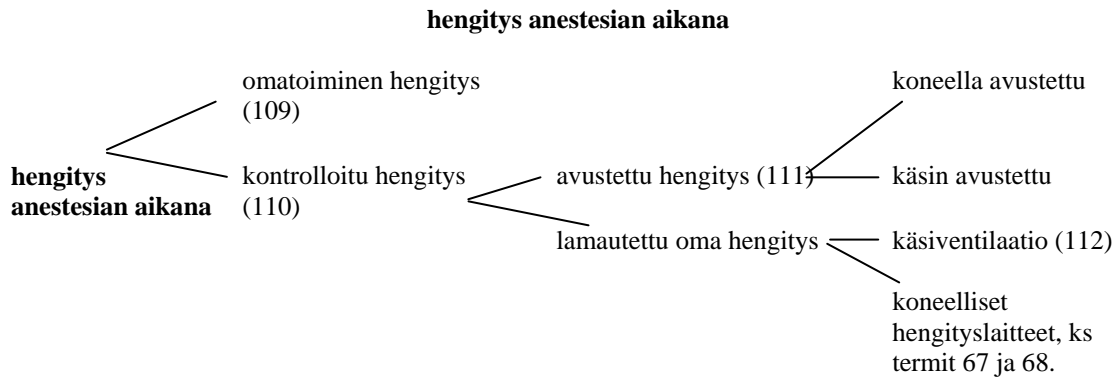 hengitys anestesian aikana
omatoiminen hengitys
(109)
koneella avustettu
hengitys
anestesian aikana
kontrolloitu hengitys
(110)
avustettu hengitys (111)
käsin avustettu
lamautettu oma hengitys
käsiventilaatio (112)
koneelliset
hengityslaitteet, ks
termit 67 ja 68.